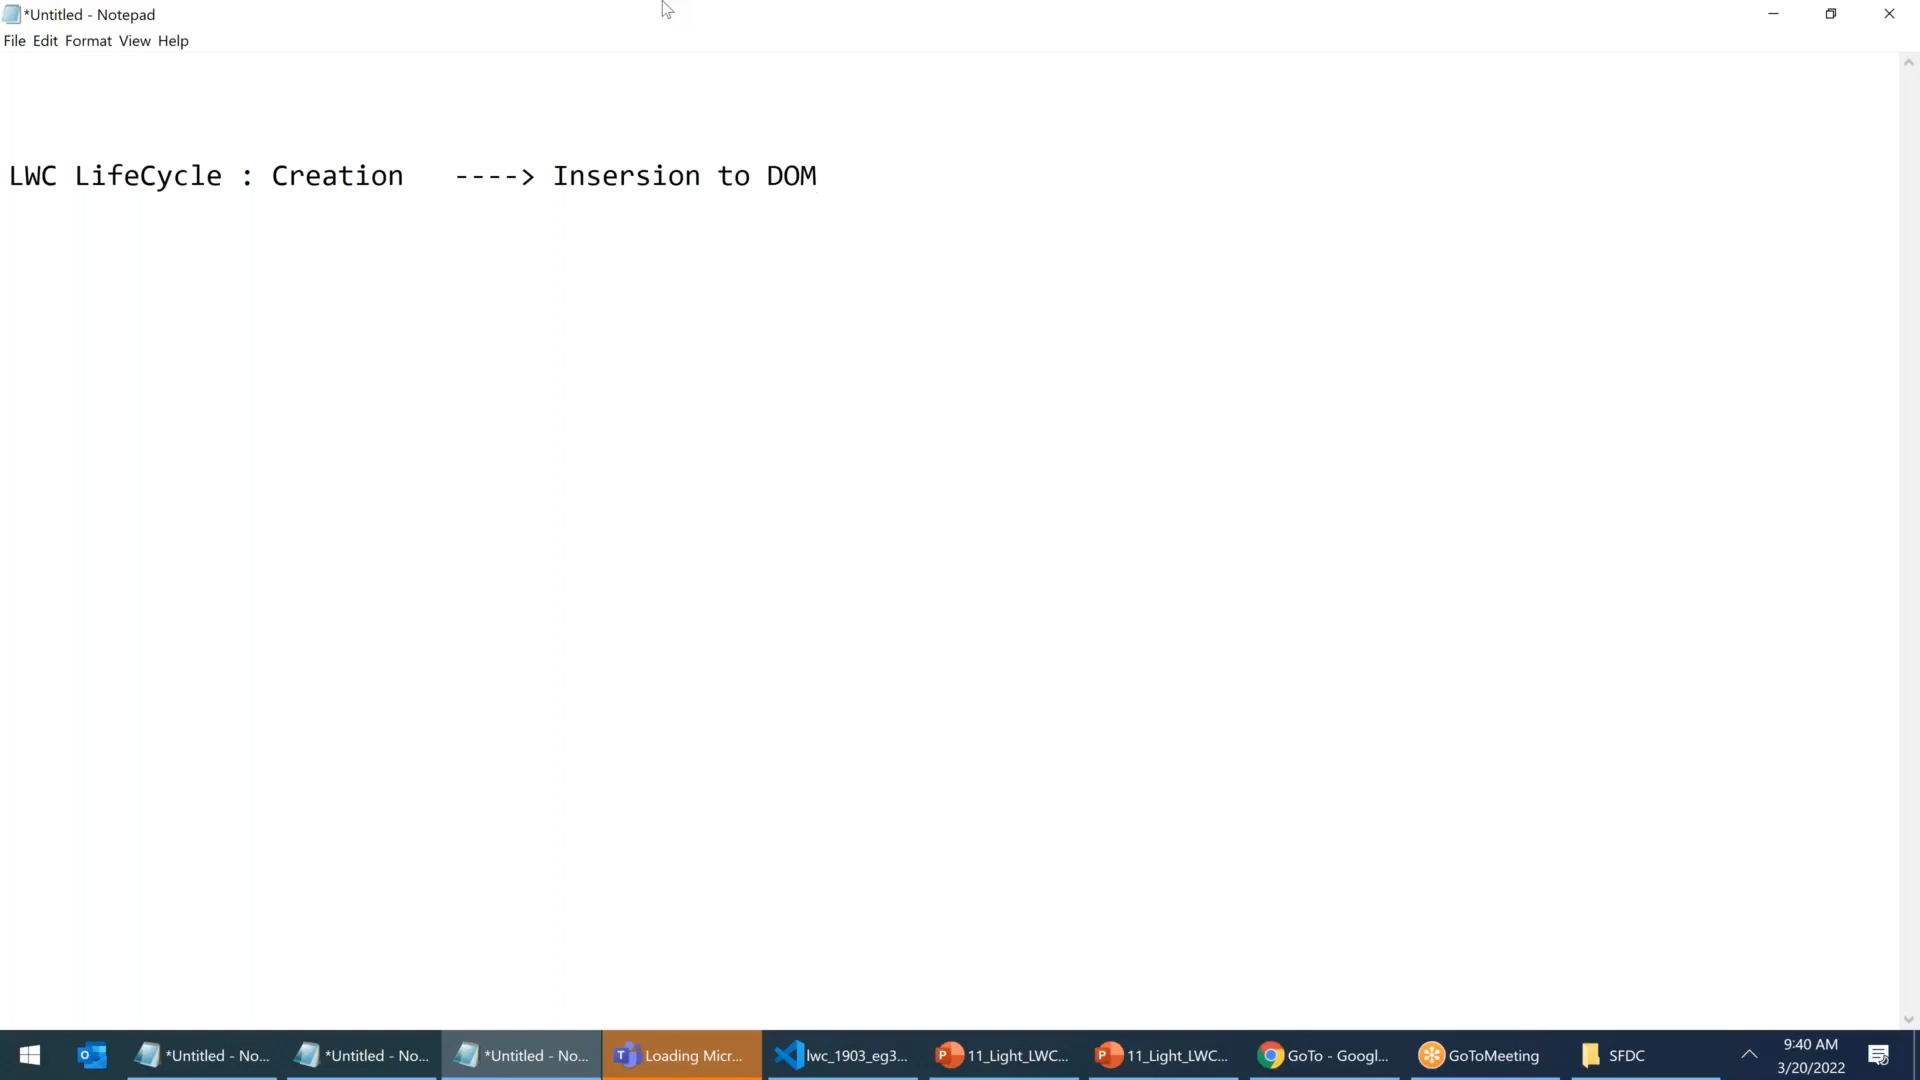 *Untitled - Notepad
File Edit Format View Help
LWC LifeCycle : Creation ----> Insersion to DOM
*Untitled - No...
*Untitled - No...
*Untitled - No...
Loading Micr...
lwc_1903_eg3...
11_Light_LWC...
11_Light_LWC...
GoTo - Googl...
GoToMeeting
SFDC
9:40 AM
3/20/2022